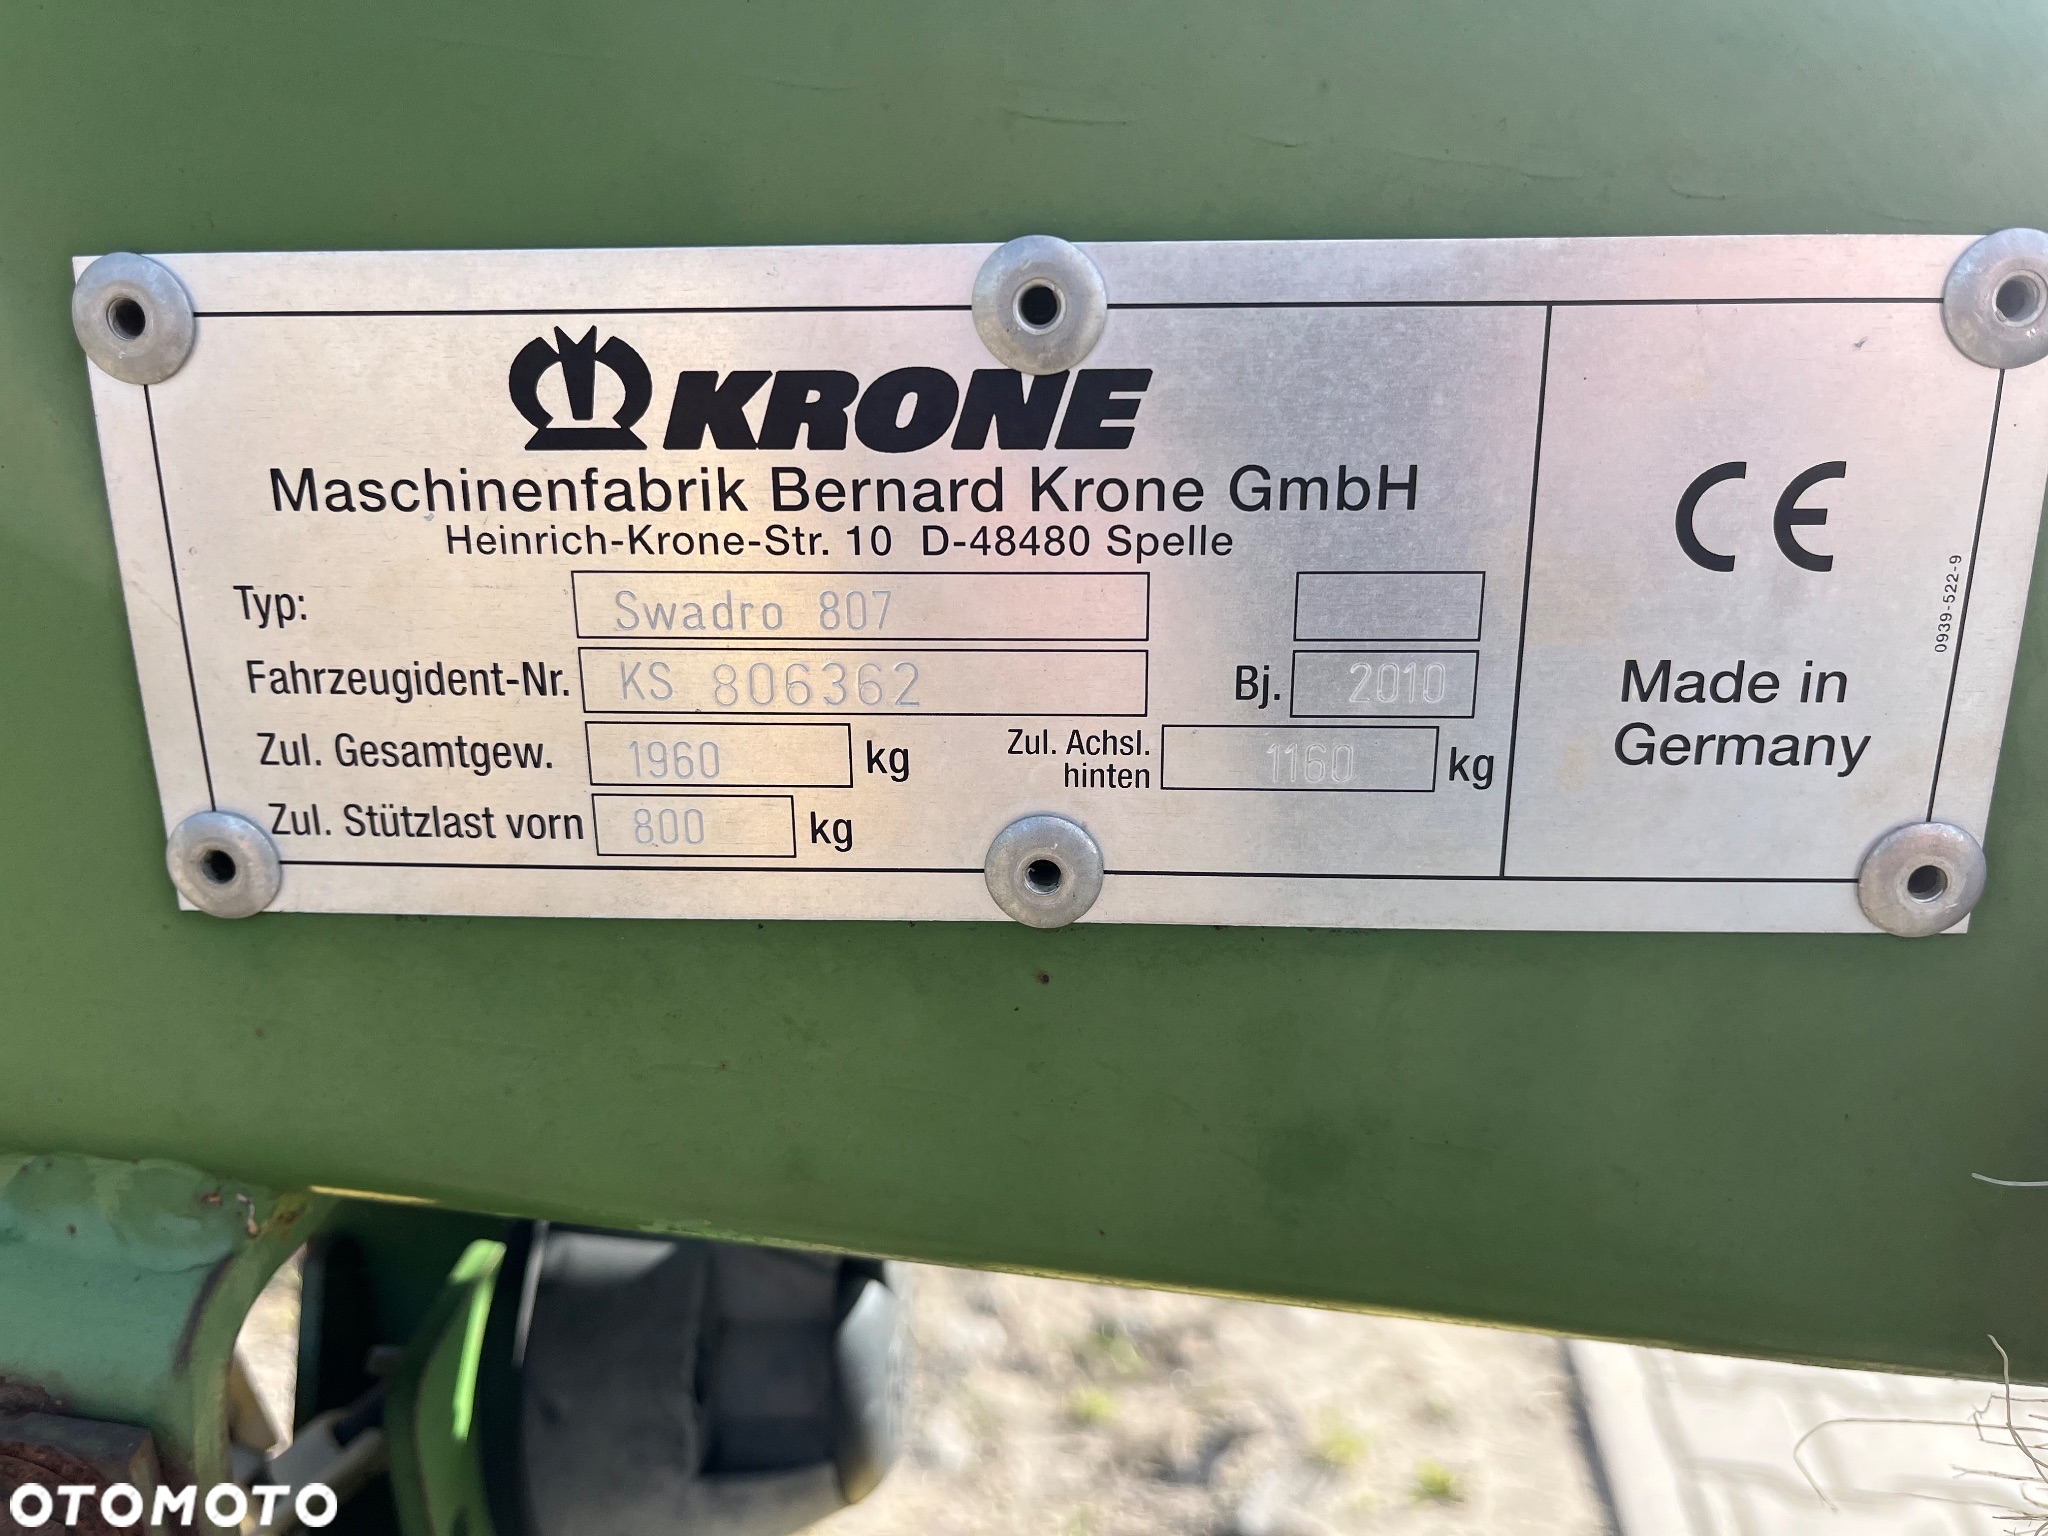 KRONE
Maschinenfabrik Bernard Krone GmbH
Heinrich-Krone-Str. 10 D-48480 Spelle
Typ: Swadro 807
Fahrzeugident-Nr. KS 806362 Bj. 2010
Zul. Gesamtgew. 1960 kg Zul. Achsl. hinten 1160 kg
Zul. Stützlast vorn 800 kg
CE
Made in
Germany
0939-522-9
OTOMOTO